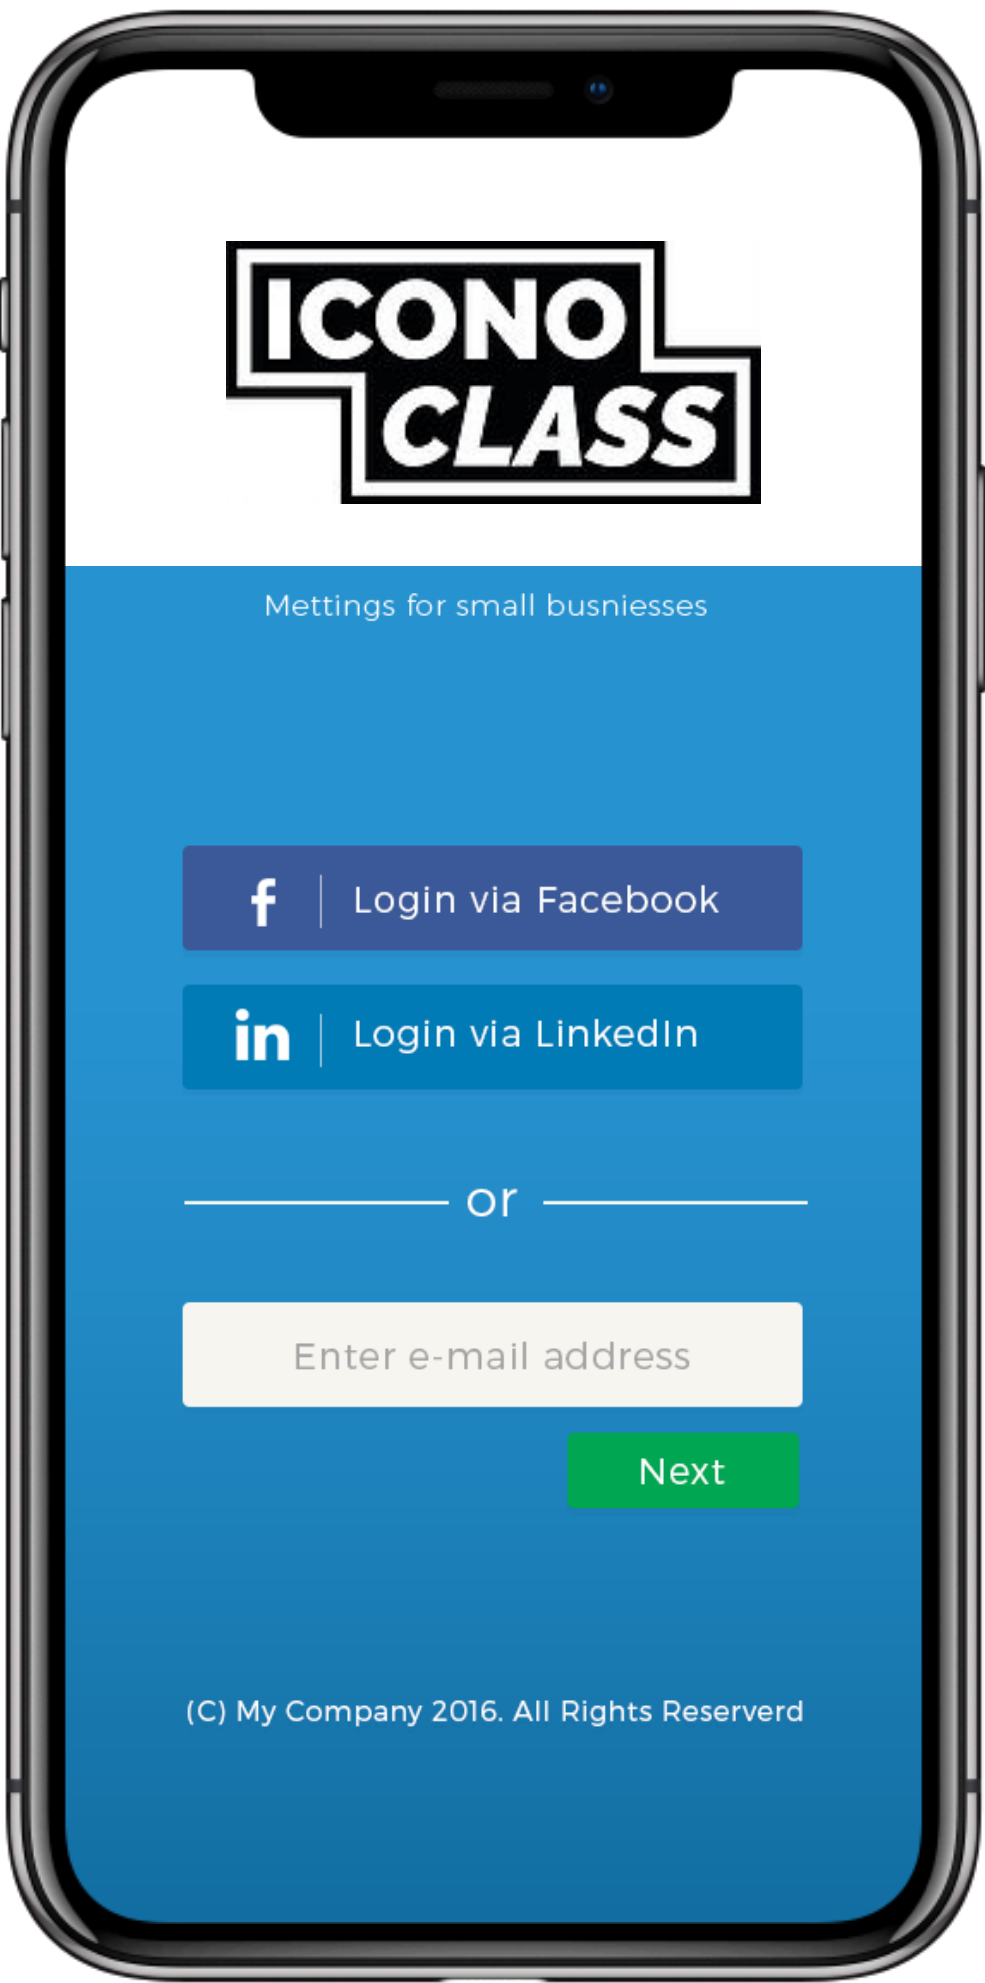 ICONO
CLASS
Mettings for small busniesses
f
Login via Facebook
in
Login via LinkedIn
or
Enter e-mail address
Next
(C) My Company 2016. All Rights Reserverd